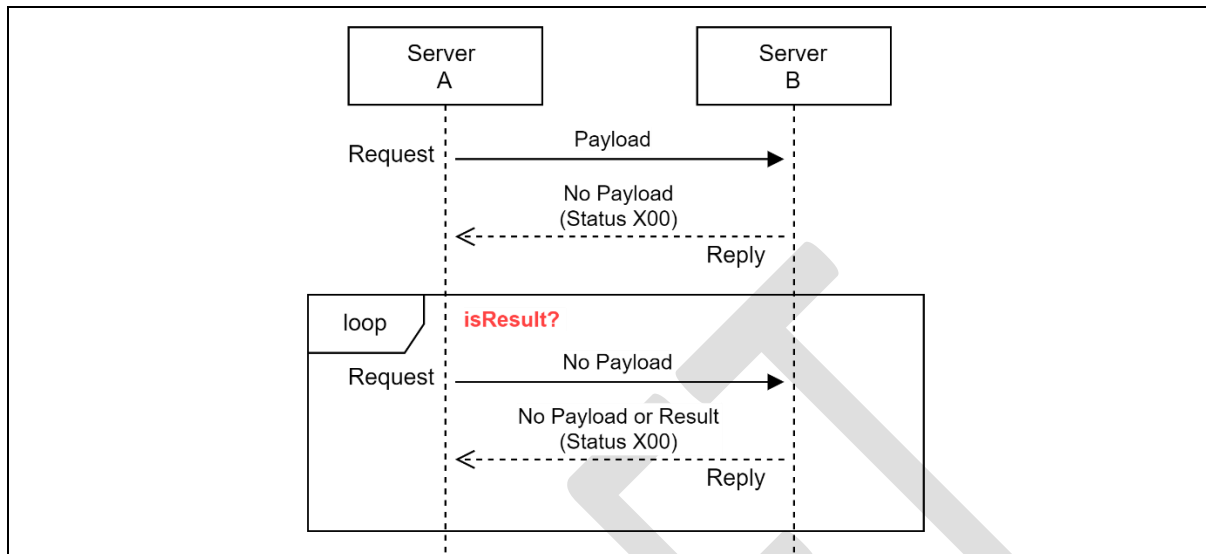 Server
A
Server
B
Request
Payload
No Payload
(Status X00)
Reply
loop
isResult?
Request
No Payload
No Payload or Result
(Status X00)
Reply